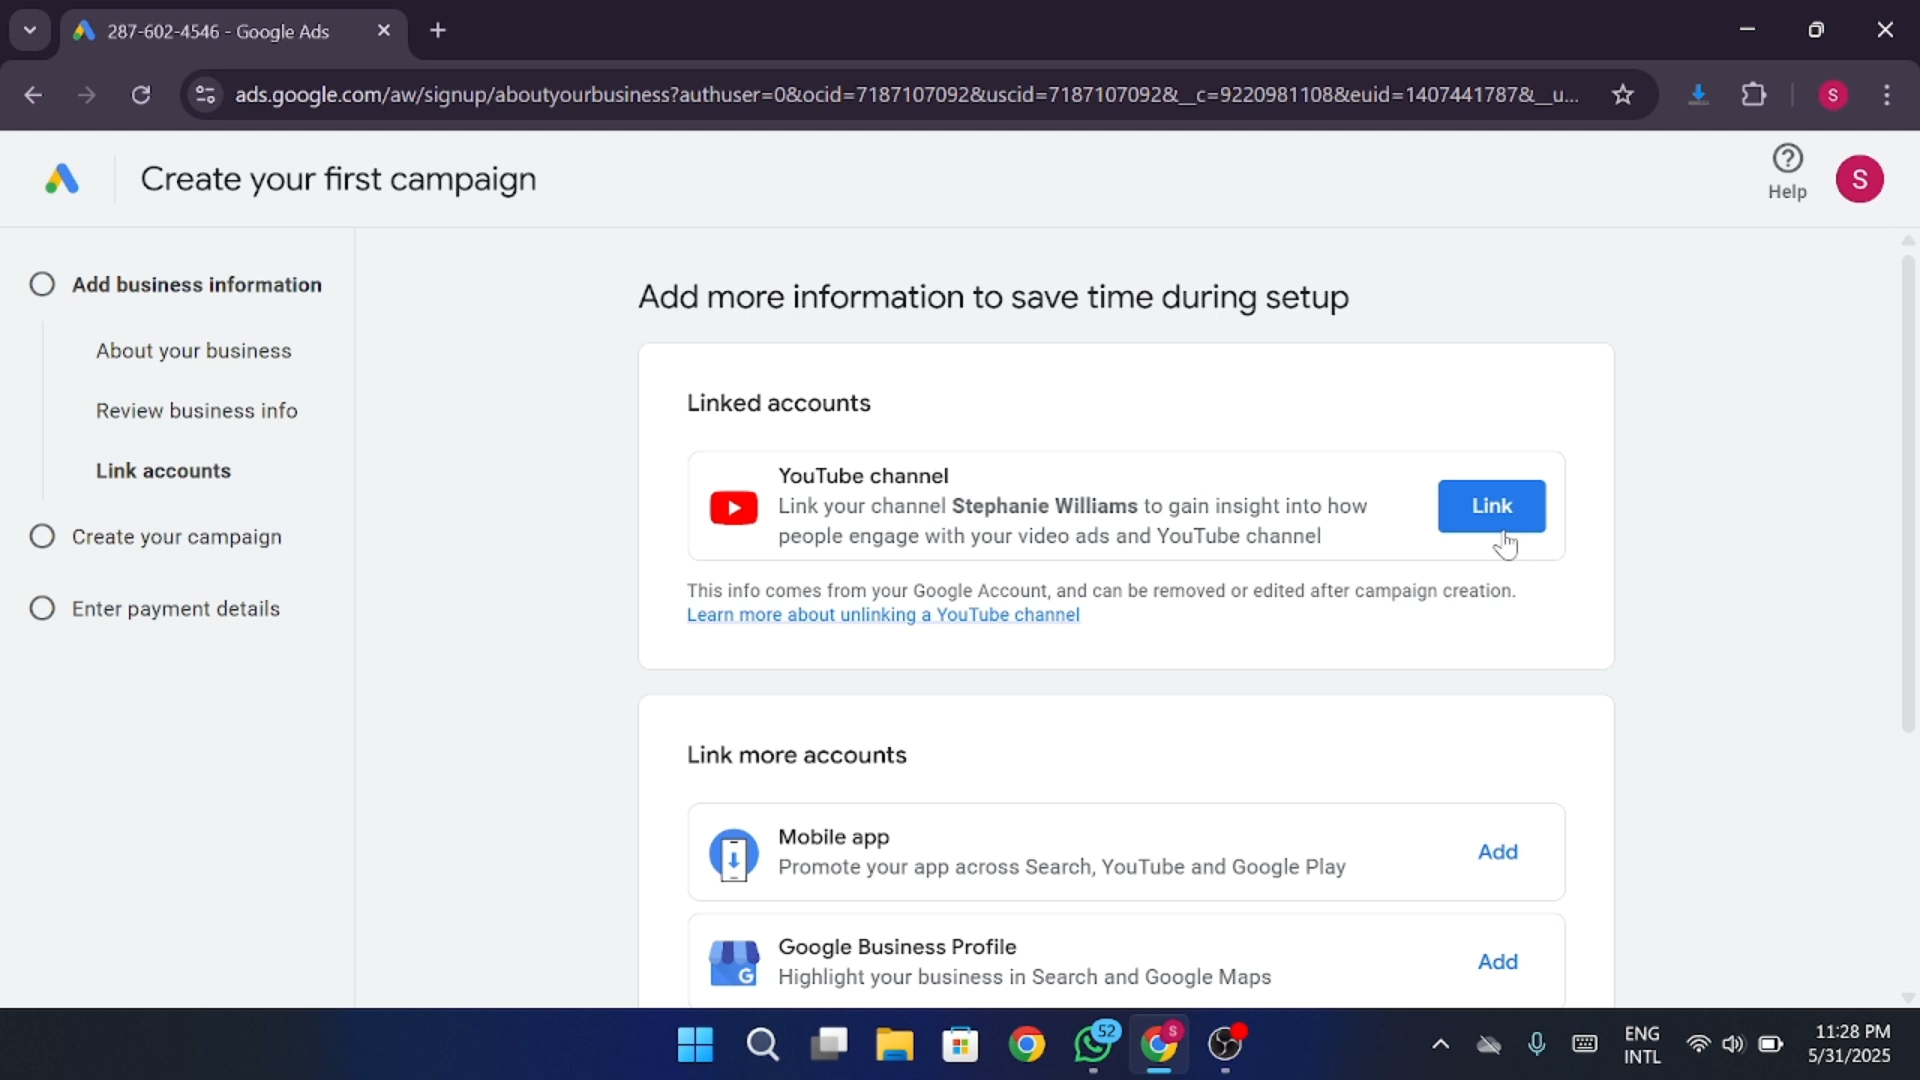 287-602-4546 - Google Ads
ads.google.com/aw/signup/aboutyourbusiness?authuser=0&ocid=7187107092&uscid=7187107092&__c=9220981108&euid=1407441787&__u...
S
Create your first campaign
Help
S
Add business information
About your business
Review business info
Link accounts
Create your campaign
Enter payment details
Add more information to save time during setup
Linked accounts
YouTube channel
Link your channel Stephanie Williams to gain insight into how
people engage with your video ads and YouTube channel
Link
This info comes from your Google Account, and can be removed or edited after campaign creation.
Learn more about unlinking a YouTube channel
Link more accounts
Mobile app
Promote your app across Search, YouTube and Google Play
Add
G
Google Business Profile
Highlight your business in Search and Google Maps
Add
52
S
ENG
INTL
11:28 PM
5/31/2025